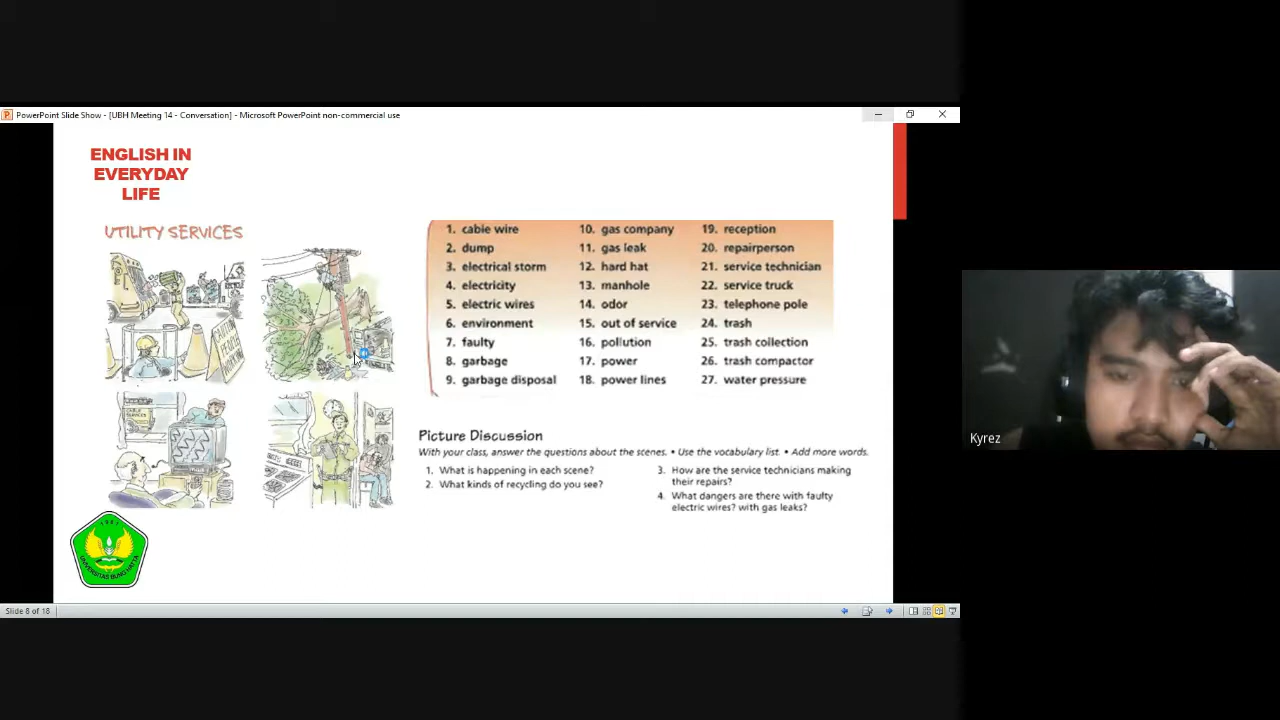 PowerPoint Slide Show - [UBH Meeting 14 - Conversation] - Microsoft PowerPoint non-commercial use
ENGLISH IN
EVERYDAY
LIFE
UTILITY SERVICES
1. cable wire
2. dump
3. electrical storm
4. electricity
5. electric wires
6. environment
7. faulty
8. garbage
9. garbage disposal
10. gas company
11. gas leak
12. hard hat
13. manhole
14. odor
15. out of service
16. pollution
17. power
18. power lines
19. reception
20. repairperson
21. service technician
22. service truck
23. telephone pole
24. trash
25. trash collection
26. trash compactor
27. water pressure
CABLE
SERVICES
Picture Discussion
With your class, answer the questions about the scenes. • Use the vocabulary list. • Add more words.
1. What is happening in each scene?
2. What kinds of recycling do you see?
3. How are the service technicians making
their repairs?
4. What dangers are there with faulty
electric wires? with gas leaks?
1981
UNIVERSITAS BUNG HATTA
Slide 8 of 18
Kyrez